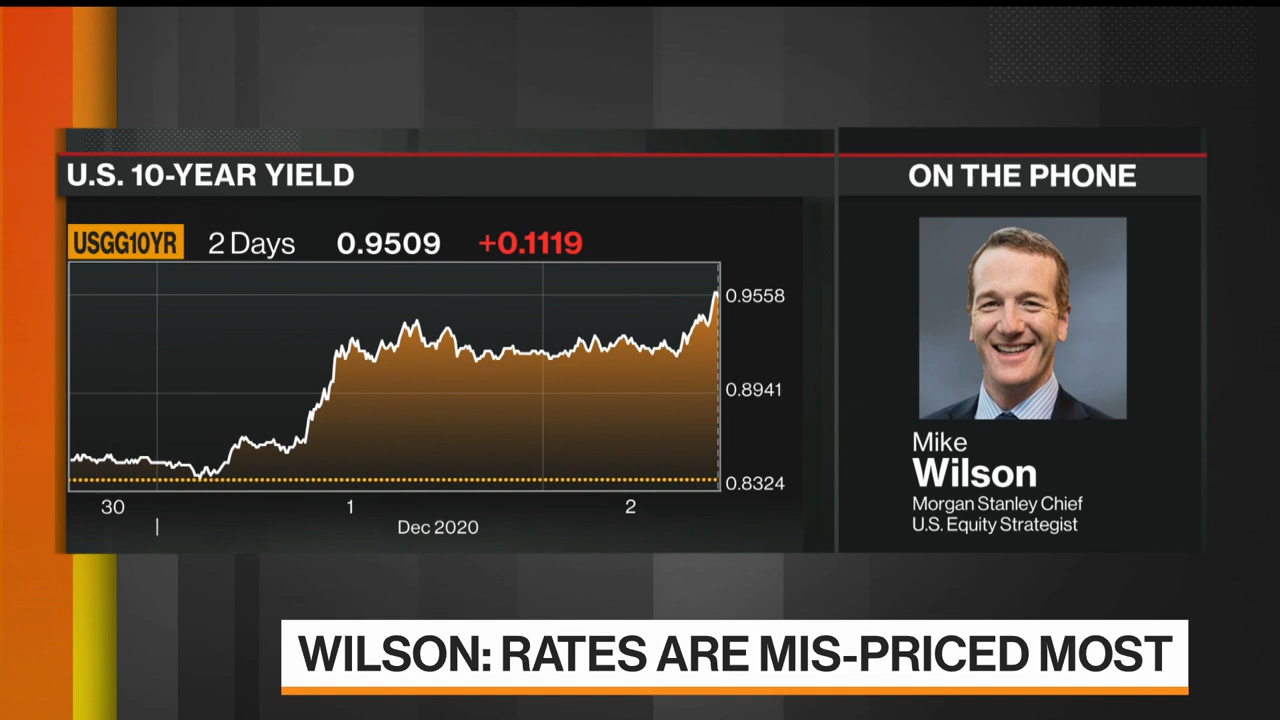 U.S. 10-YEAR YIELD
USGG10YR 2 Days 0.9509 +0.1119
0.9558
0.8941
0.8324
30 1 2
Dec 2020
ON THE PHONE
Mike
Wilson
Morgan Stanley Chief
U.S. Equity Strategist
WILSON: RATES ARE MIS-PRICED MOST